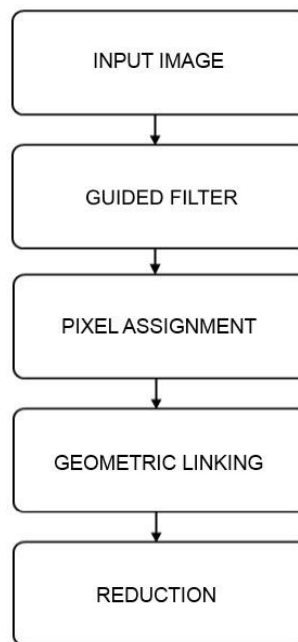 INPUT IMAGE
GUIDED FILTER
PIXEL ASSIGNMENT
GEOMETRIC LINKING
REDUCTION